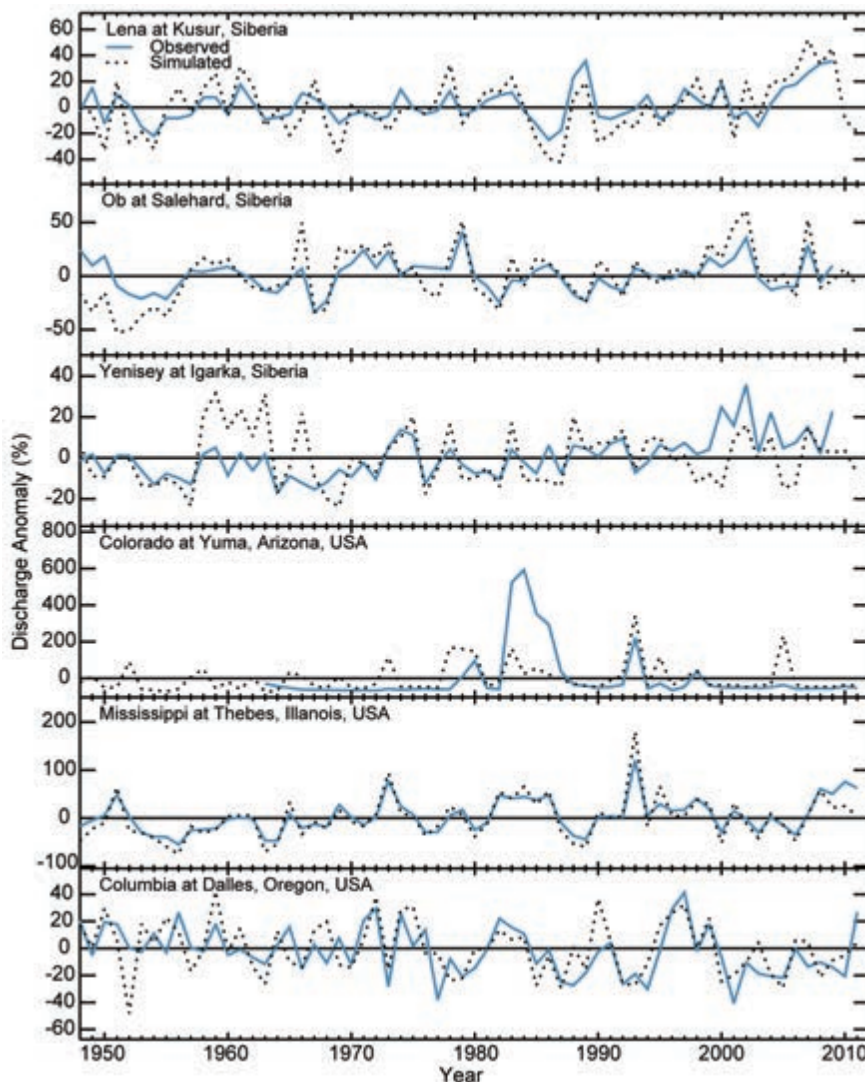 Lena at Kusur, Siberia
Observed
Simulated
60
40
20
0
-20
-40
Ob at Salehard, Siberia
50
0
-50
Yenisey at Igarka, Siberia
40
20
0
-20
Discharge Anomaly (%)
Colorado at Yuma, Arizona, USA
800
600
400
200
0
Mississippi at Thebes, Illanois, USA
200
100
0
-100
Columbia at Dalles, Oregon, USA
40
20
0
-20
-40
-60
1950 1960 1970 1980 1990 2000 2010
Year